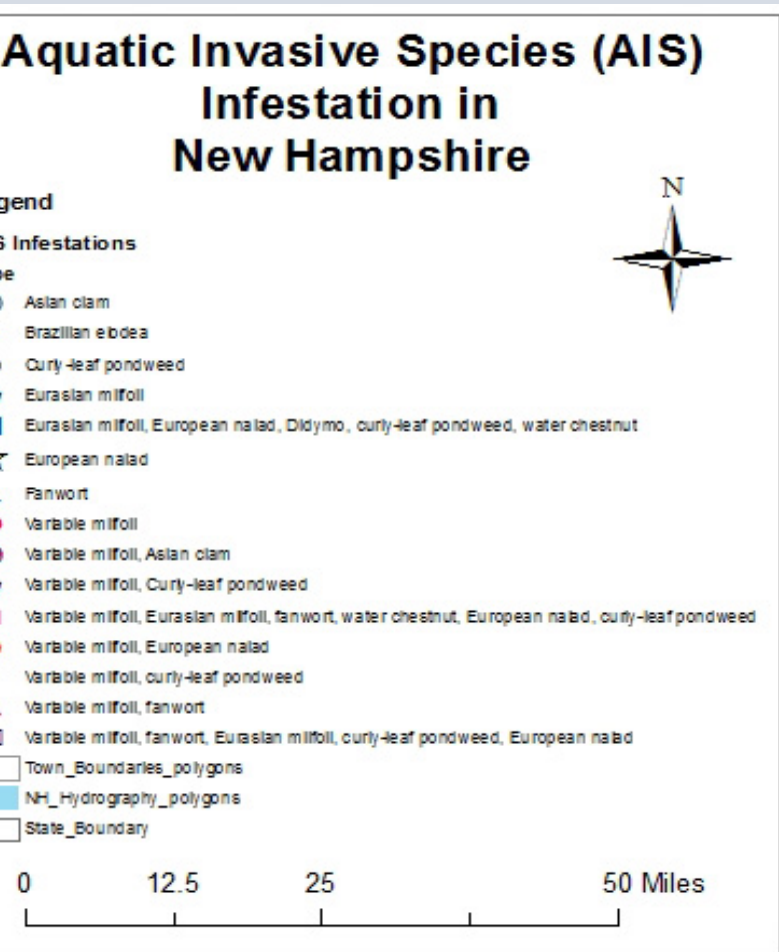 Aquatic Invasive Species (AIS)
Infestation in
New Hampshire
N
gend
S Infestations
pe
Asian clam
Brazilian elodea
Curly-leaf pondweed
Eurasian milfoil
Eurasian milfoil, European naiad, Didymo, curly-leaf pondweed, water chestnut
European naiad
Fanwort
Variable milfoil
Variable milfoil, Asian clam
Variable milfoil, Curly-leaf pondweed
Variable milfoil, Eurasian milfoil, fanwort, water chestnut, European naiad, curly-leaf pondweed
Variable milfoil, European naiad
Variable milfoil, curly-leaf pondweed
Variable milfoil, fanwort
Variable milfoil, fanwort, Eurasian milfoil, curly-leaf pondweed, European naiad
Town_Boundaries_polygons
NH_Hydrography_polygons
State_Boundary
0 12.5 25 50 Miles